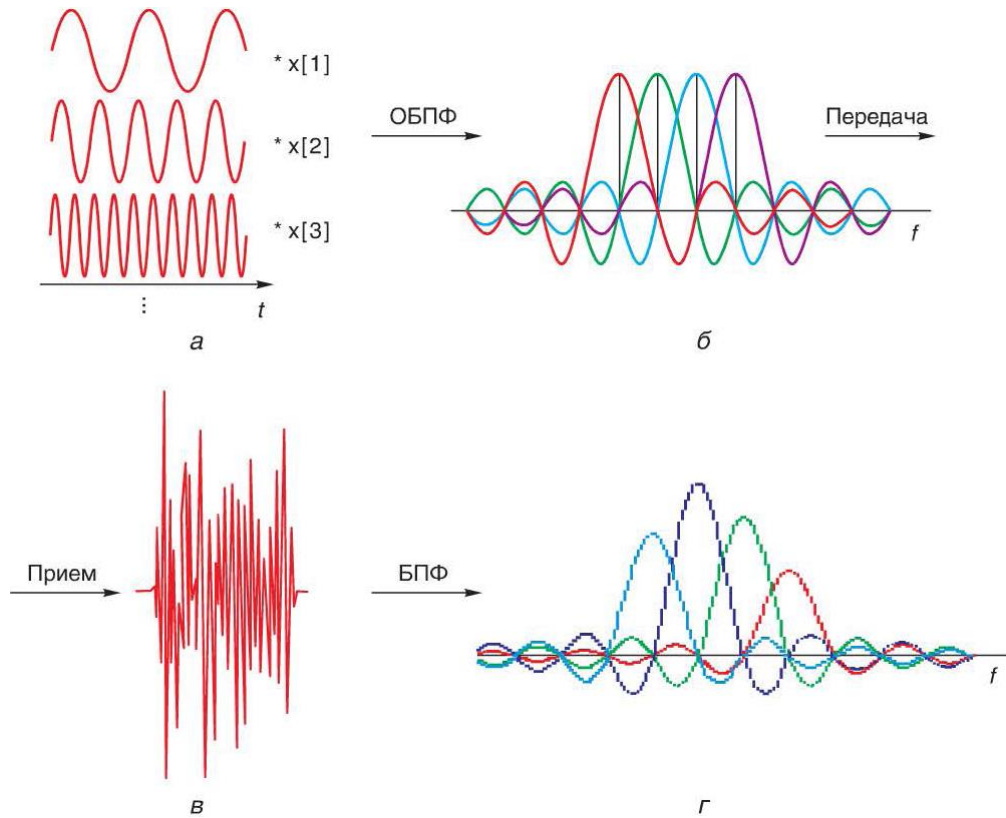 * x[1]
ОБПФ
Передача
* x[2]
* x[3]
f
⋮
t
а
б
Прием
БПФ
f
в
г